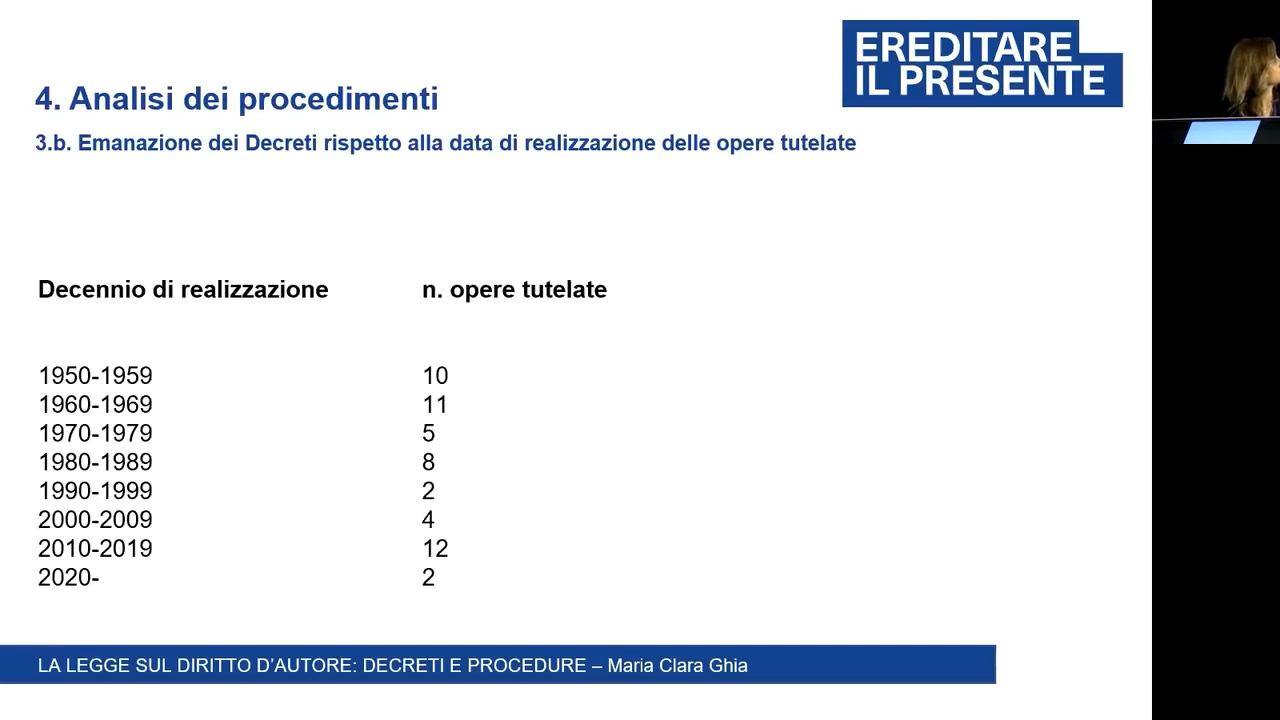 EREDITARE
IL PRESENTE
4. Analisi dei procedimenti
3.b. Emanazione dei Decreti rispetto alla data di realizzazione delle opere tutelate
Decennio di realizzazione n. opere tutelate
1950-1959 10
1960-1969 11
1970-1979 5
1980-1989 8
1990-1999 2
2000-2009 4
2010-2019 12
2020- 2
LA LEGGE SUL DIRITTO D’AUTORE: DECRETI E PROCEDURE – Maria Clara Ghia